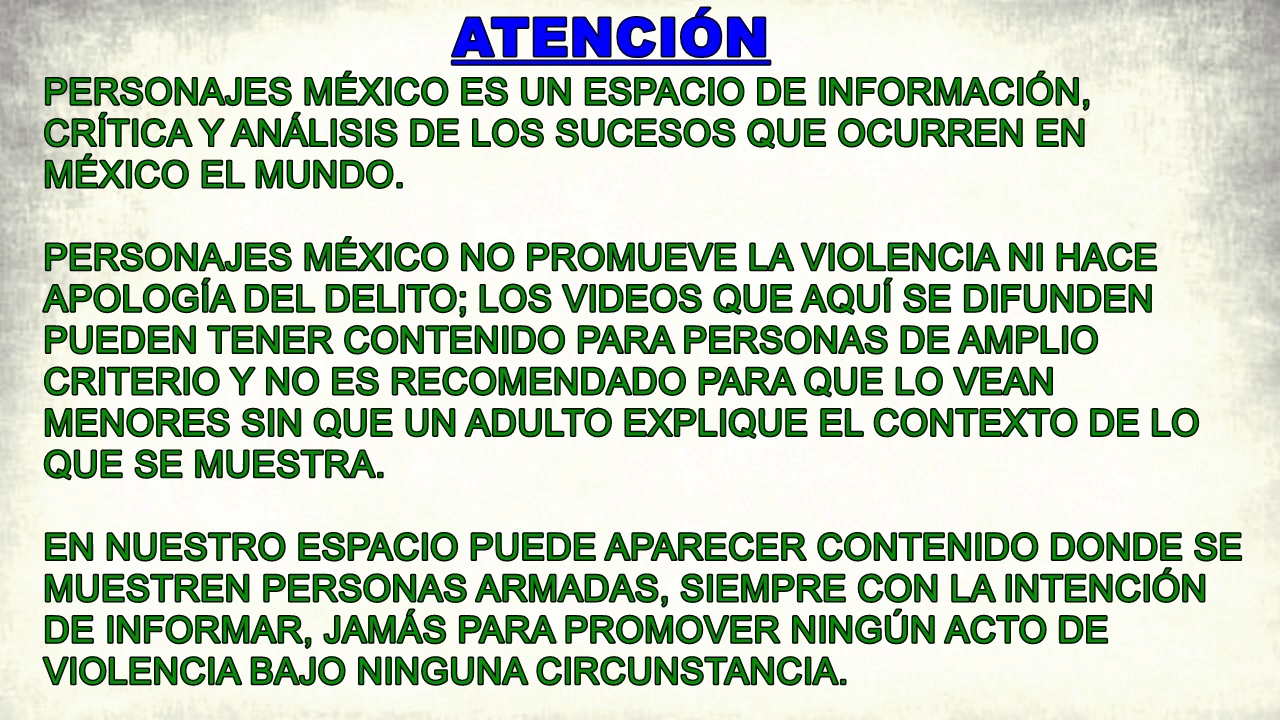 ATENCIÓN
PERSONAJES MÉXICO ES UN ESPACIO DE INFORMACIÓN,
CRÍTICA Y ANÁLISIS DE LOS SUCESOS QUE OCURREN EN
MÉXICO EL MUNDO.
PERSONAJES MÉXICO NO PROMUEVE LA VIOLENCIA NI HACE
APOLOGÍA DEL DELITO; LOS VIDEOS QUE AQUÍ SE DIFUNDEN
PUEDEN TENER CONTENIDO PARA PERSONAS DE AMPLIO
CRITERIO Y NO ES RECOMENDADO PARA QUE LO VEAN
MENORES SIN QUE UN ADULTO EXPLIQUE EL CONTEXTO DE LO
QUE SE MUESTRA.
EN NUESTRO ESPACIO PUEDE APARECER CONTENIDO DONDE SE
MUESTREN PERSONAS ARMADAS, SIEMPRE CON LA INTENCIÓN
DE INFORMAR, JAMÁS PARA PROMOVER NINGÚN ACTO DE
VIOLENCIA BAJO NINGUNA CIRCUNSTANCIA.